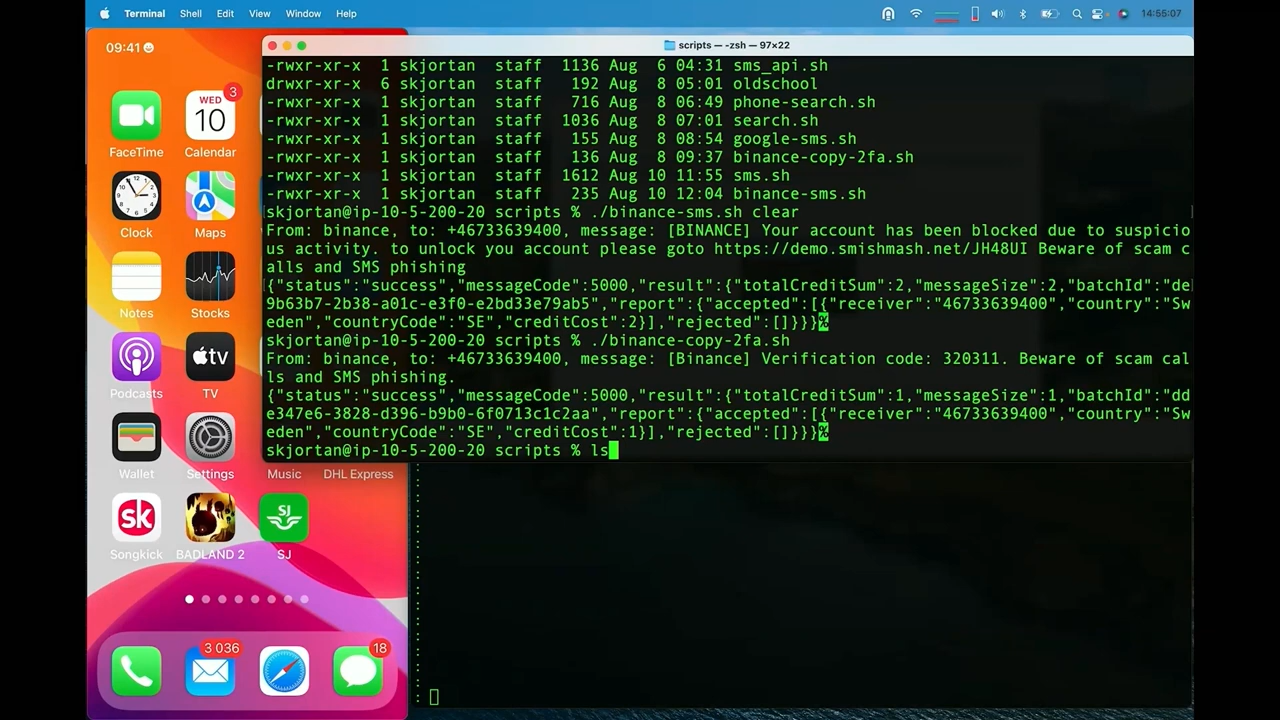 Terminal Shell Edit View Window Help 14:55:07
09:41
scripts — -zsh — 97×22
-rwxr-xr-x 1 skjortan staff 1136 Aug 6 04:31 sms_api.sh
drwxr-xr-x 6 skjortan staff 192 Aug 8 05:01 oldschool
-rwxr-xr-x 1 skjortan staff 716 Aug 8 06:49 phone-search.sh
-rwxr-xr-x 1 skjortan staff 1036 Aug 8 07:01 search.sh
-rwxr-xr-x 1 skjortan staff 155 Aug 8 08:54 google-sms.sh
-rwxr-xr-x 1 skjortan staff 136 Aug 8 09:37 binance-copy-2fa.sh
-rwxr-xr-x 1 skjortan staff 1612 Aug 10 11:55 sms.sh
-rwxr-xr-x 1 skjortan staff 235 Aug 10 12:04 binance-sms.sh
skjortan@ip-10-5-200-20 scripts % ./binance-sms.sh clear
From: binance, to: +46733639400, message: [BINANCE] Your account has been blocked due to suspicio
us activity. to unlock you account please goto https://demo.smishmash.net/JH48UI Beware of scam c
alls and SMS phishing
{"status":"success","messageCode":5000,"result":{"totalCreditSum":2,"messageSize":2,"batchId":"de
9b63b7-2b38-a01c-e3f0-e2bd33e79ab5","report":{"accepted":[{"receiver":"46733639400","country":"Sw
eden","countryCode":"SE","creditCost":2}],"rejected":[]}}}%
skjortan@ip-10-5-200-20 scripts % ./binance-copy-2fa.sh
From: binance, to: +46733639400, message: [Binance] Verification code: 320311. Beware of scam cal
ls and SMS phishing.
{"status":"success","messageCode":5000,"result":{"totalCreditSum":1,"messageSize":1,"batchId":"dd
e347e6-3828-d396-b9b0-6f0713c1c2aa","report":{"accepted":[{"receiver":"46733639400","country":"Sw
eden","countryCode":"SE","creditCost":1}],"rejected":[]}}}%
skjortan@ip-10-5-200-20 scripts % ls
WED 3
10
FaceTime Calendar
Clock Maps
Notes Stocks
tv
Podcasts TV
Wallet Settings Music DHL Express
sk SJ
Songkick BADLAND 2 SJ
3 036 18